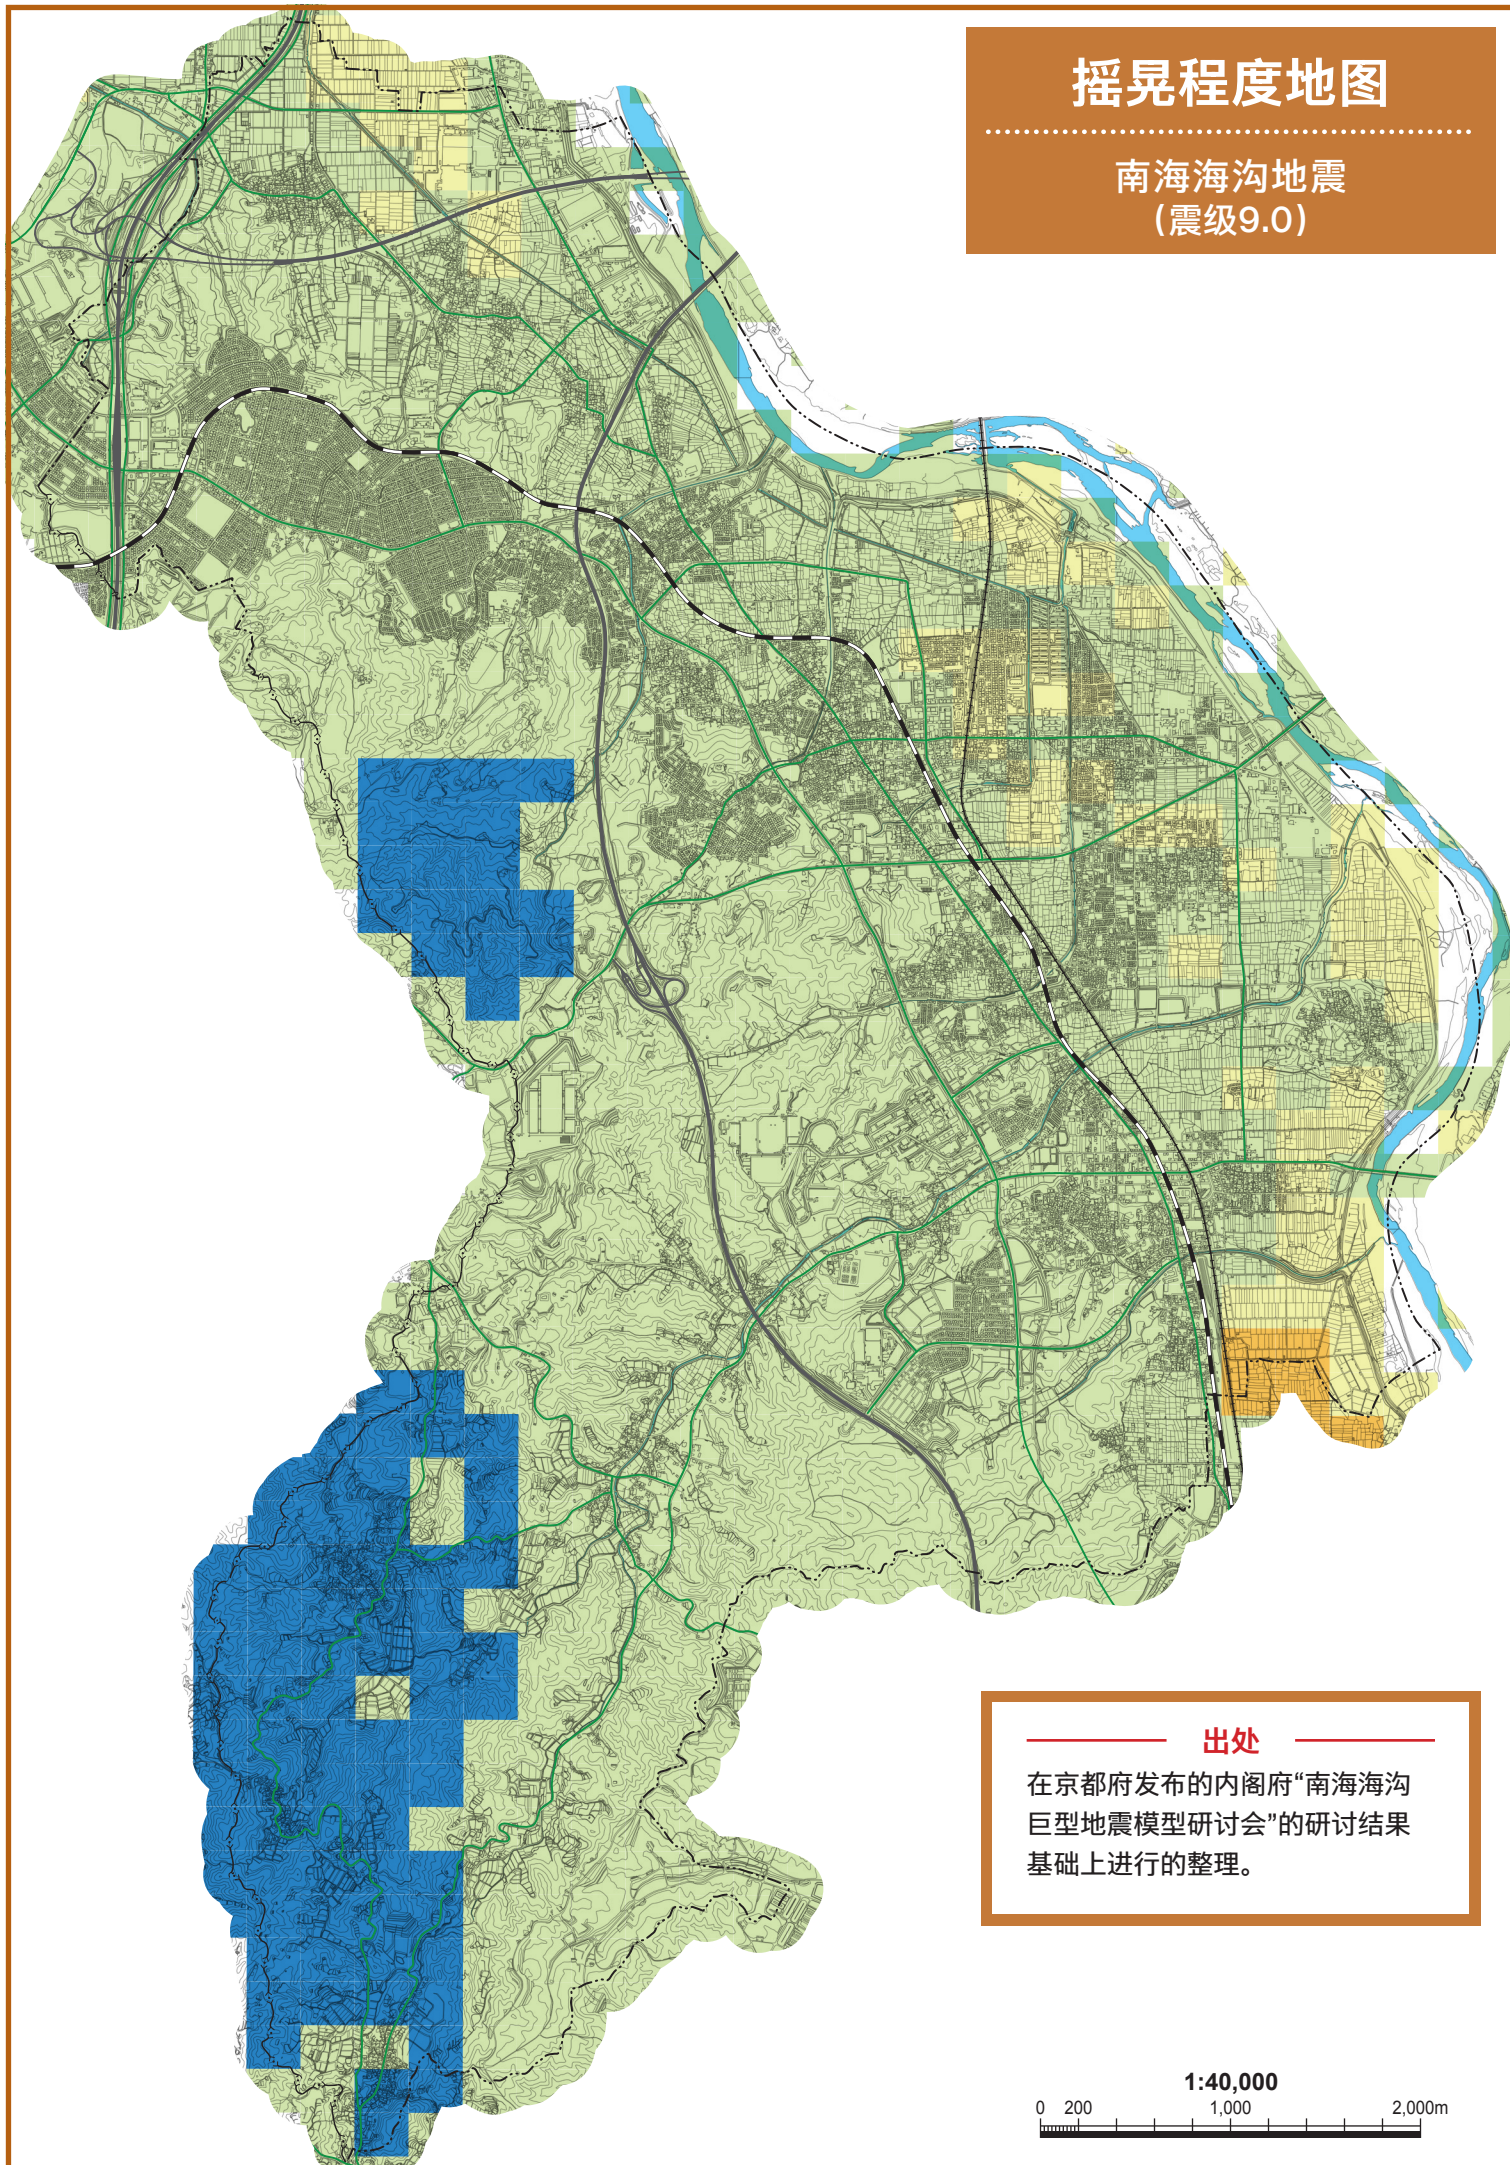 摇晃程度地图
南海海沟地震
(震级9.0)
出处
在京都府发布的内阁府“南海海沟
巨型地震模型研讨会”的研讨结果
基础上进行的整理。
1:40,000
0 200 1,000 2,000m